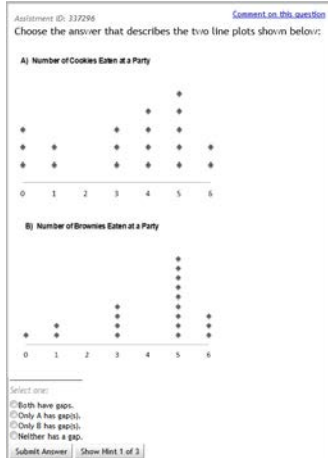 Assistment ID: 337296
Comment on this question
Choose the answer that describes the two line plots shown below:
A) Number of Cookies Eaten at a Party
0 1 2 3 4 5 6
B) Number of Brownies Eaten at a Party
0 1 2 3 4 5 6
Select one:
Both have gaps.
Only A has gap(s).
Only B has gap(s).
Neither has a gap.
Submit Answer
Show Hint 1 of 3